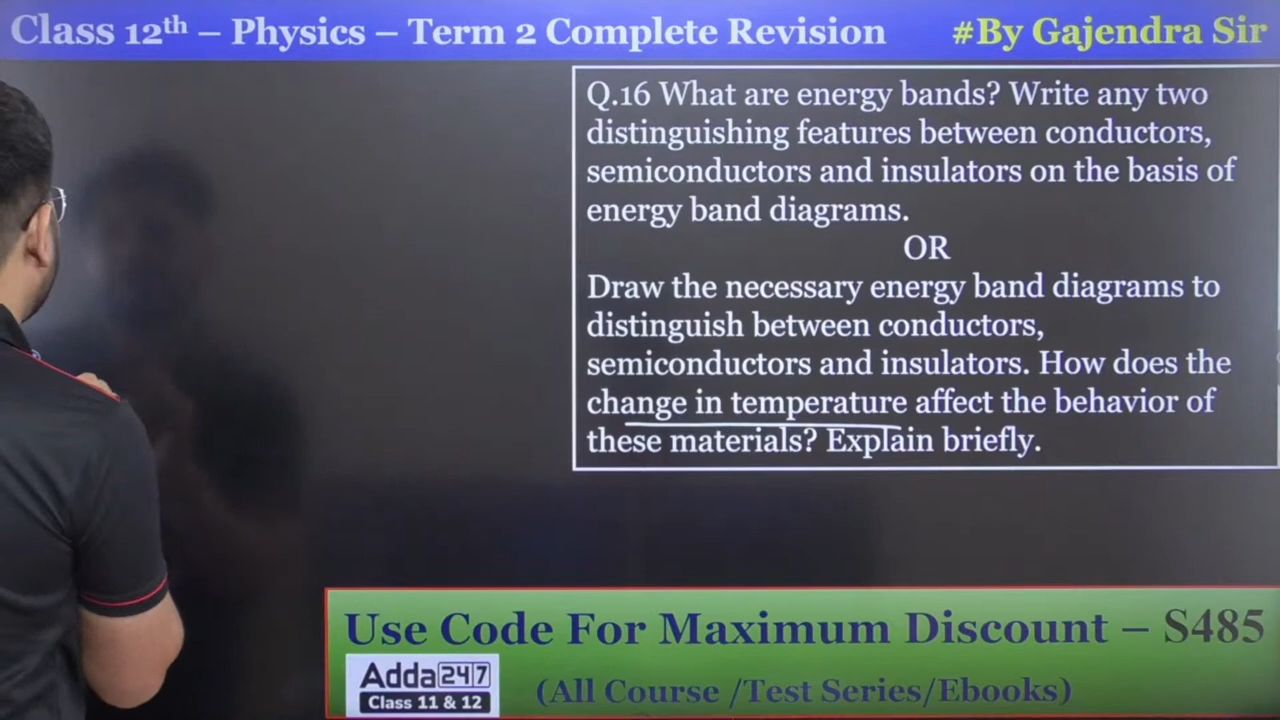 Class 12th – Physics – Term 2 Complete Revision #By Gajendra Sir
Q.16 What are energy bands? Write any two
distinguishing features between conductors,
semiconductors and insulators on the basis of
energy band diagrams.
OR
Draw the necessary energy band diagrams to
distinguish between conductors,
semiconductors and insulators. How does the
change in temperature affect the behavior of
these materials? Explain briefly.
Use Code For Maximum Discount – S485
Adda247
Class 11 & 12
(All Course /Test Series/Ebooks)